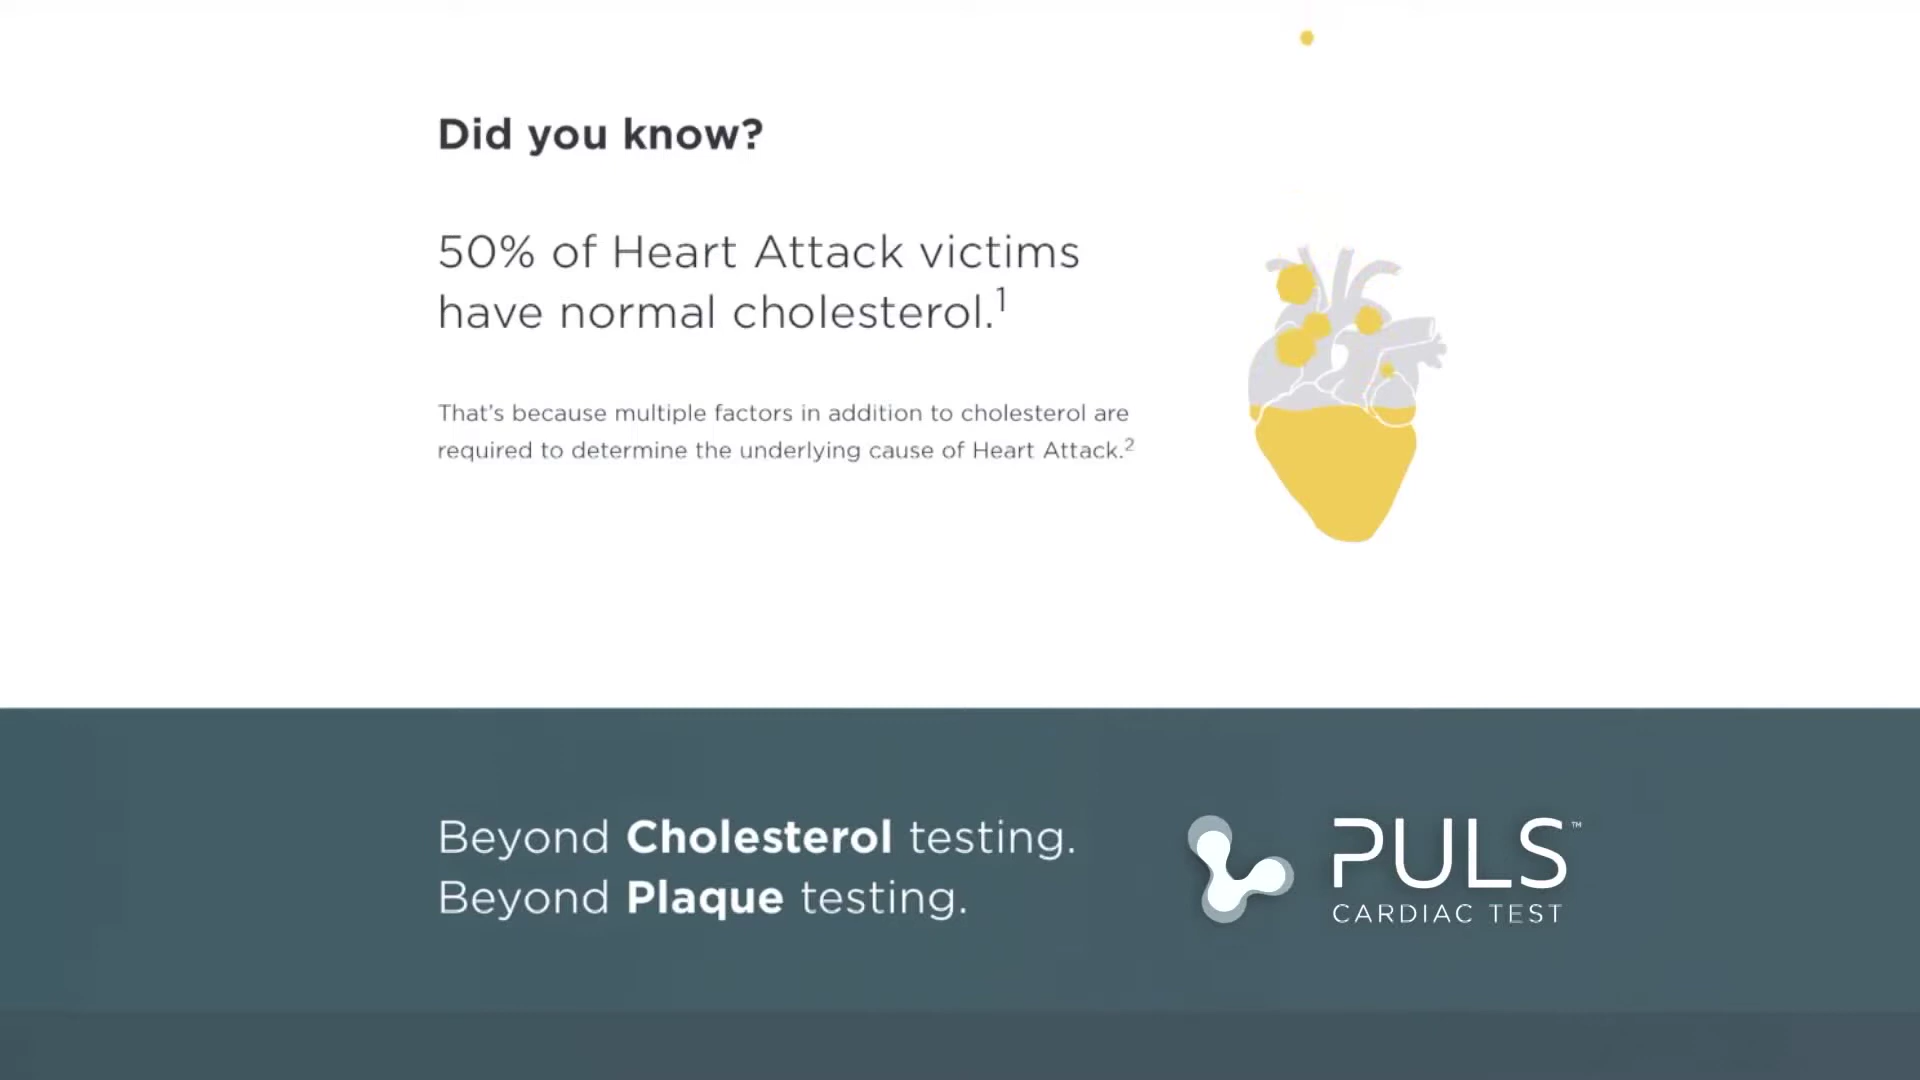 Did you know?
50% of Heart Attack victims
have normal cholesterol.¹
That's because multiple factors in addition to cholesterol are
required to determine the underlying cause of Heart Attack.²
Beyond Cholesterol testing.
Beyond Plaque testing.
PULS™
CARDIAC TEST